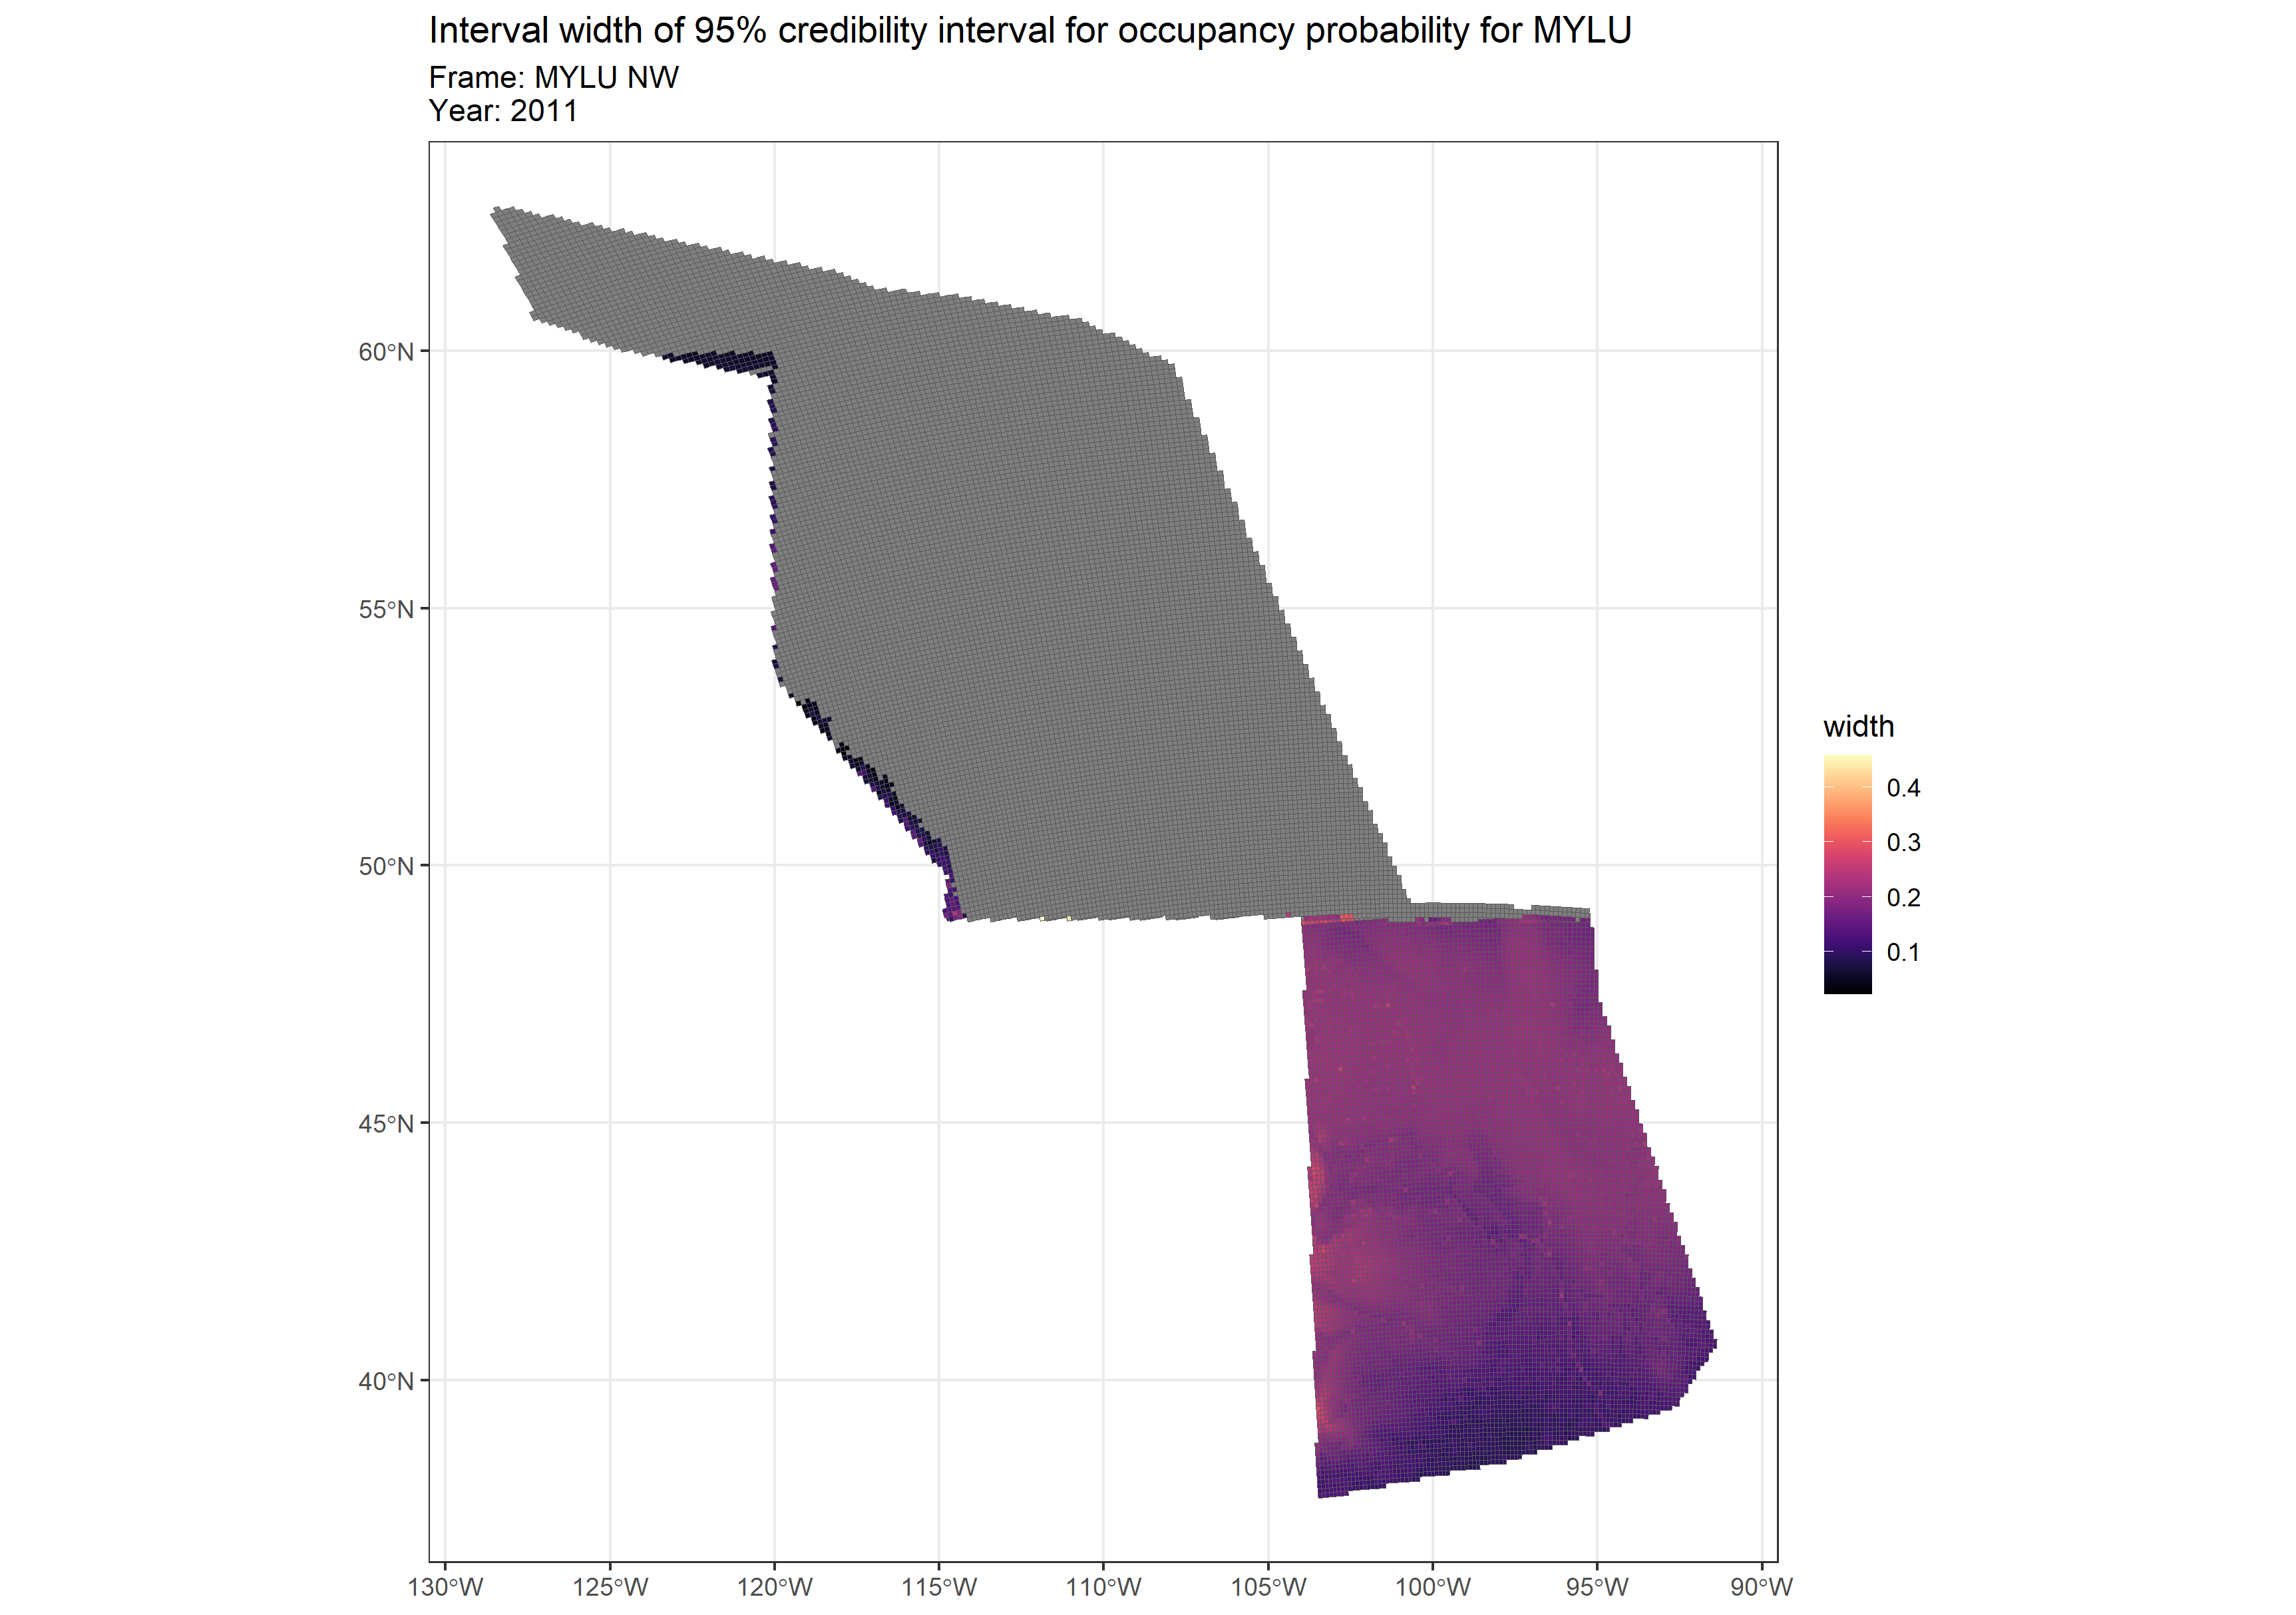 Interval width of 95% credibility interval for occupancy probability for MYLU
Frame: MYLU NW
Year: 2011
60°N
55°N
50°N
45°N
40°N
130°W 125°W 120°W 115°W 110°W 105°W 100°W 95°W 90°W
width
0.4
0.3
0.2
0.1